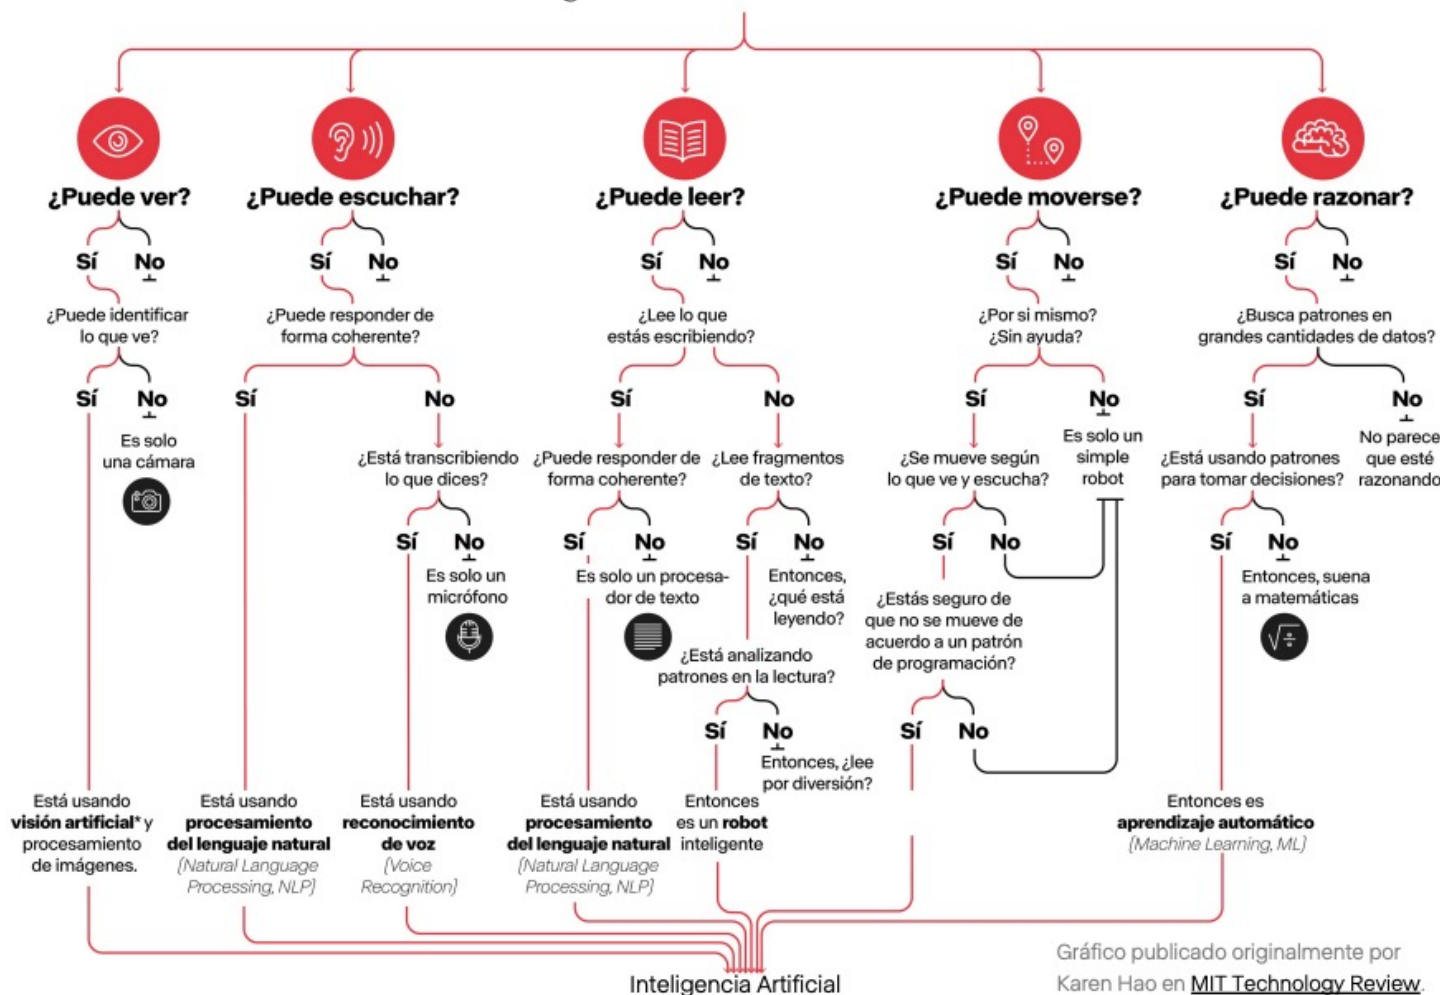 ¿Puede ver?
Sí No
¿Puede identificar
lo que ve?
Sí No
Es solo
una cámara
Está usando
visión artificial* y
procesamiento
de imágenes.
¿Puede escuchar?
Sí No
¿Puede responder de
forma coherente?
Sí No
¿Está transcribiendo
lo que dices?
Sí No
Es solo un
micrófono
Está usando
procesamiento
del lenguaje natural
(Natural Language
Processing, NLP)
Está usando
reconocimiento
de voz
(Voice
Recognition)
¿Puede leer?
Sí No
¿Lee lo que
estás escribiendo?
Sí No
¿Puede responder de
forma coherente?
Sí No
Es solo un procesa-
dor de texto
¿Lee fragmentos
de texto?
Sí No
Entonces,
¿qué está
leyendo?
¿Está analizando
patrones en la lectura?
Sí No
Entonces, ¿lee
por diversión?
Está usando
procesamiento
del lenguaje natural
(Natural Language
Processing, NLP)
Entonces
es un robot
inteligente
¿Puede moverse?
Sí No
¿Por si mismo?
¿Sin ayuda?
Sí No
Es solo un
simple
robot
¿Se mueve según
lo que ve y escucha?
Sí No
¿Estás seguro de
que no se mueve de
acuerdo a un patrón
de programación?
Sí No
¿Puede razonar?
Sí No
¿Busca patrones en
grandes cantidades de datos?
Sí No
No parece
que esté
razonando
¿Está usando patrones
para tomar decisiones?
Sí No
Entonces, suena
a matemáticas
Entonces es
aprendizaje automático
(Machine Learning, ML)
Inteligencia Artificial
Gráfico publicado originalmente por
Karen Hao en MIT Technology Review.